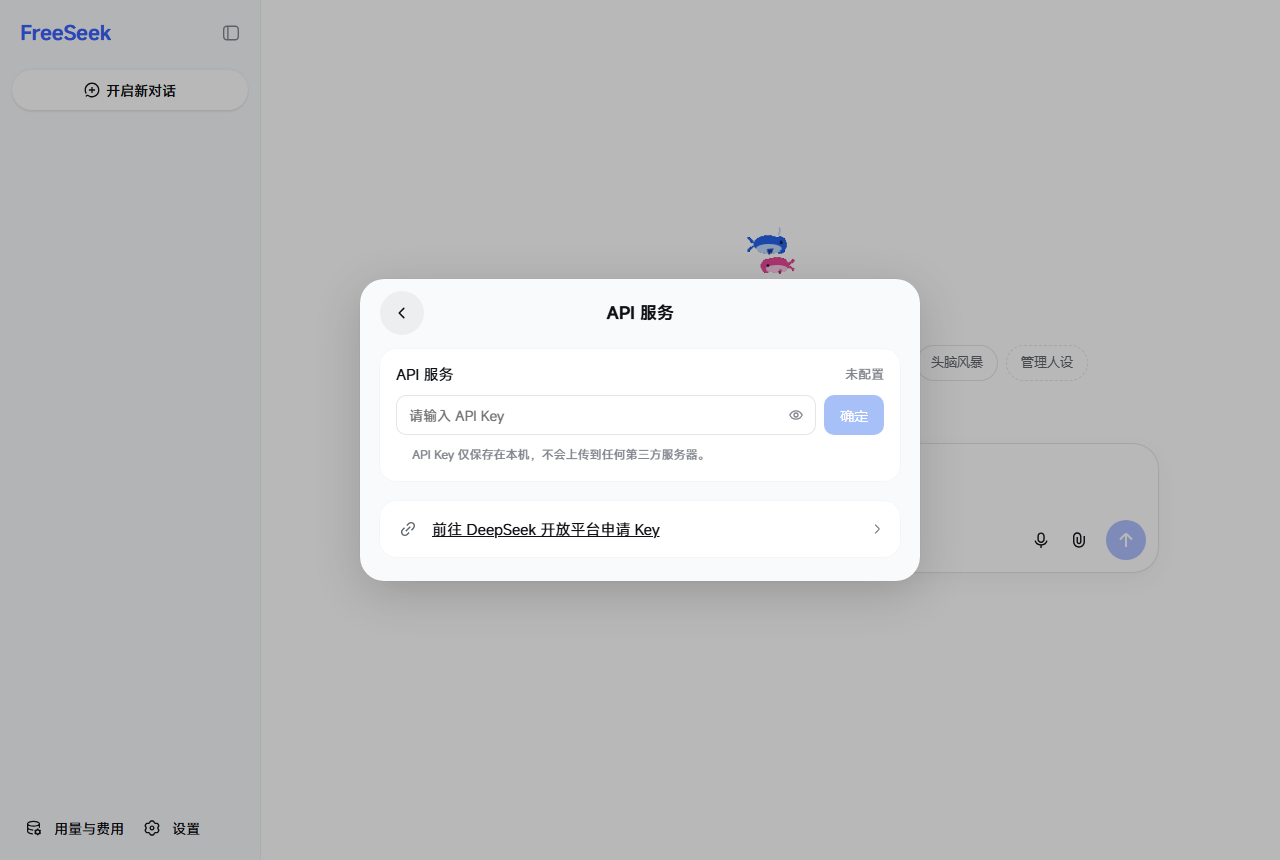 FreeSeek
开启新对话
头脑风暴
管理人设
API 服务
API 服务
未配置
请输入 API Key
确定
API Key 仅保存在本机，不会上传到任何第三方服务器。
前往 DeepSeek 开放平台申请 Key
用量与费用
设置